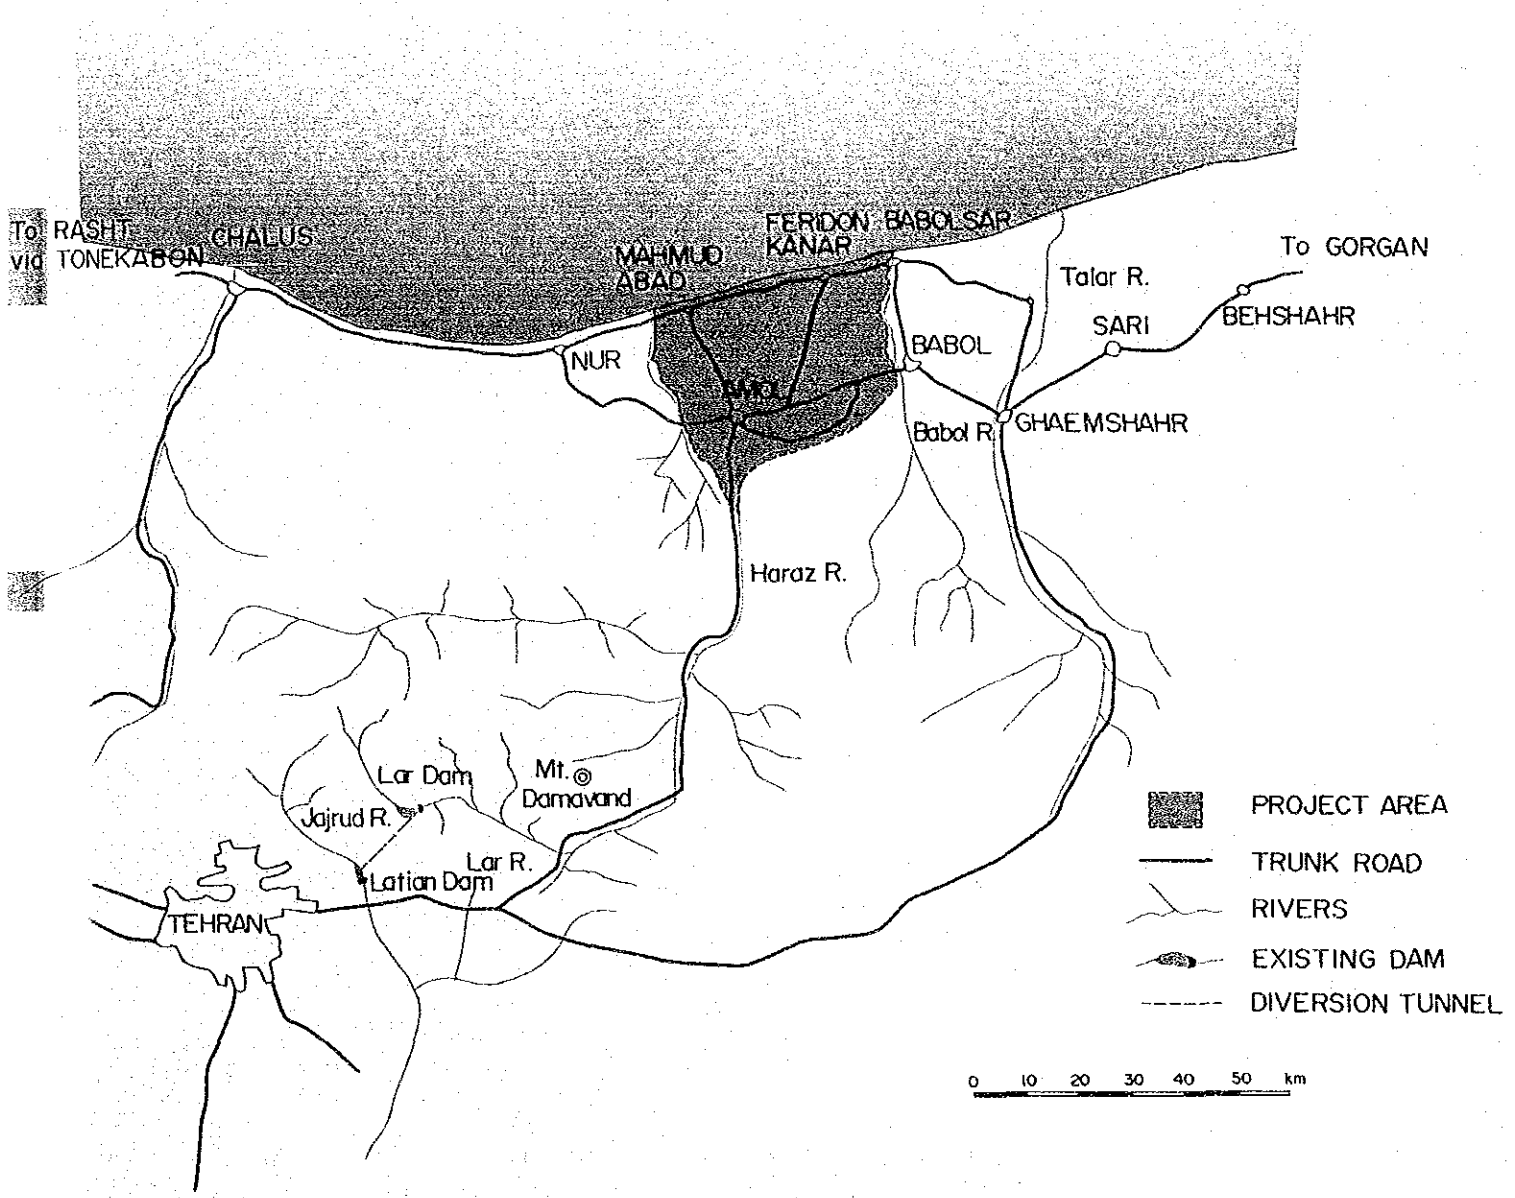 To RASHT
via TONEKABON
CHALUS
MAHMUD
ABAD
FERIDON
KANAR
BABOLSAR
To GORGAN
Talar R.
SARI
BEHSHAHR
NUR
BABOL
AMOL
Babol R.
GHAEMSHAHR
Haraz R.
Lar Dam
Mt.
Damavand
Jajrud R.
Lar R.
Latian Dam
TEHRAN
PROJECT AREA
TRUNK ROAD
RIVERS
EXISTING DAM
DIVERSION TUNNEL
0 10 20 30 40 50 km